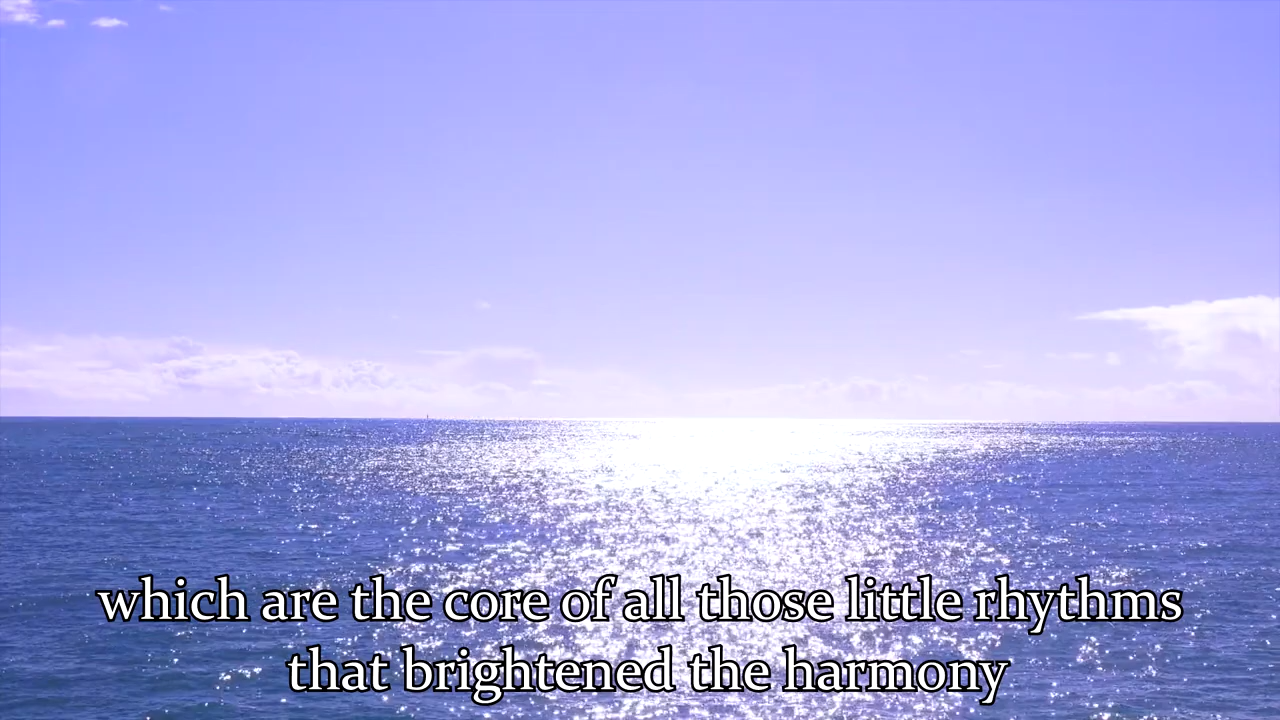 which are the core of all those little rhythms
that brightened the harmony